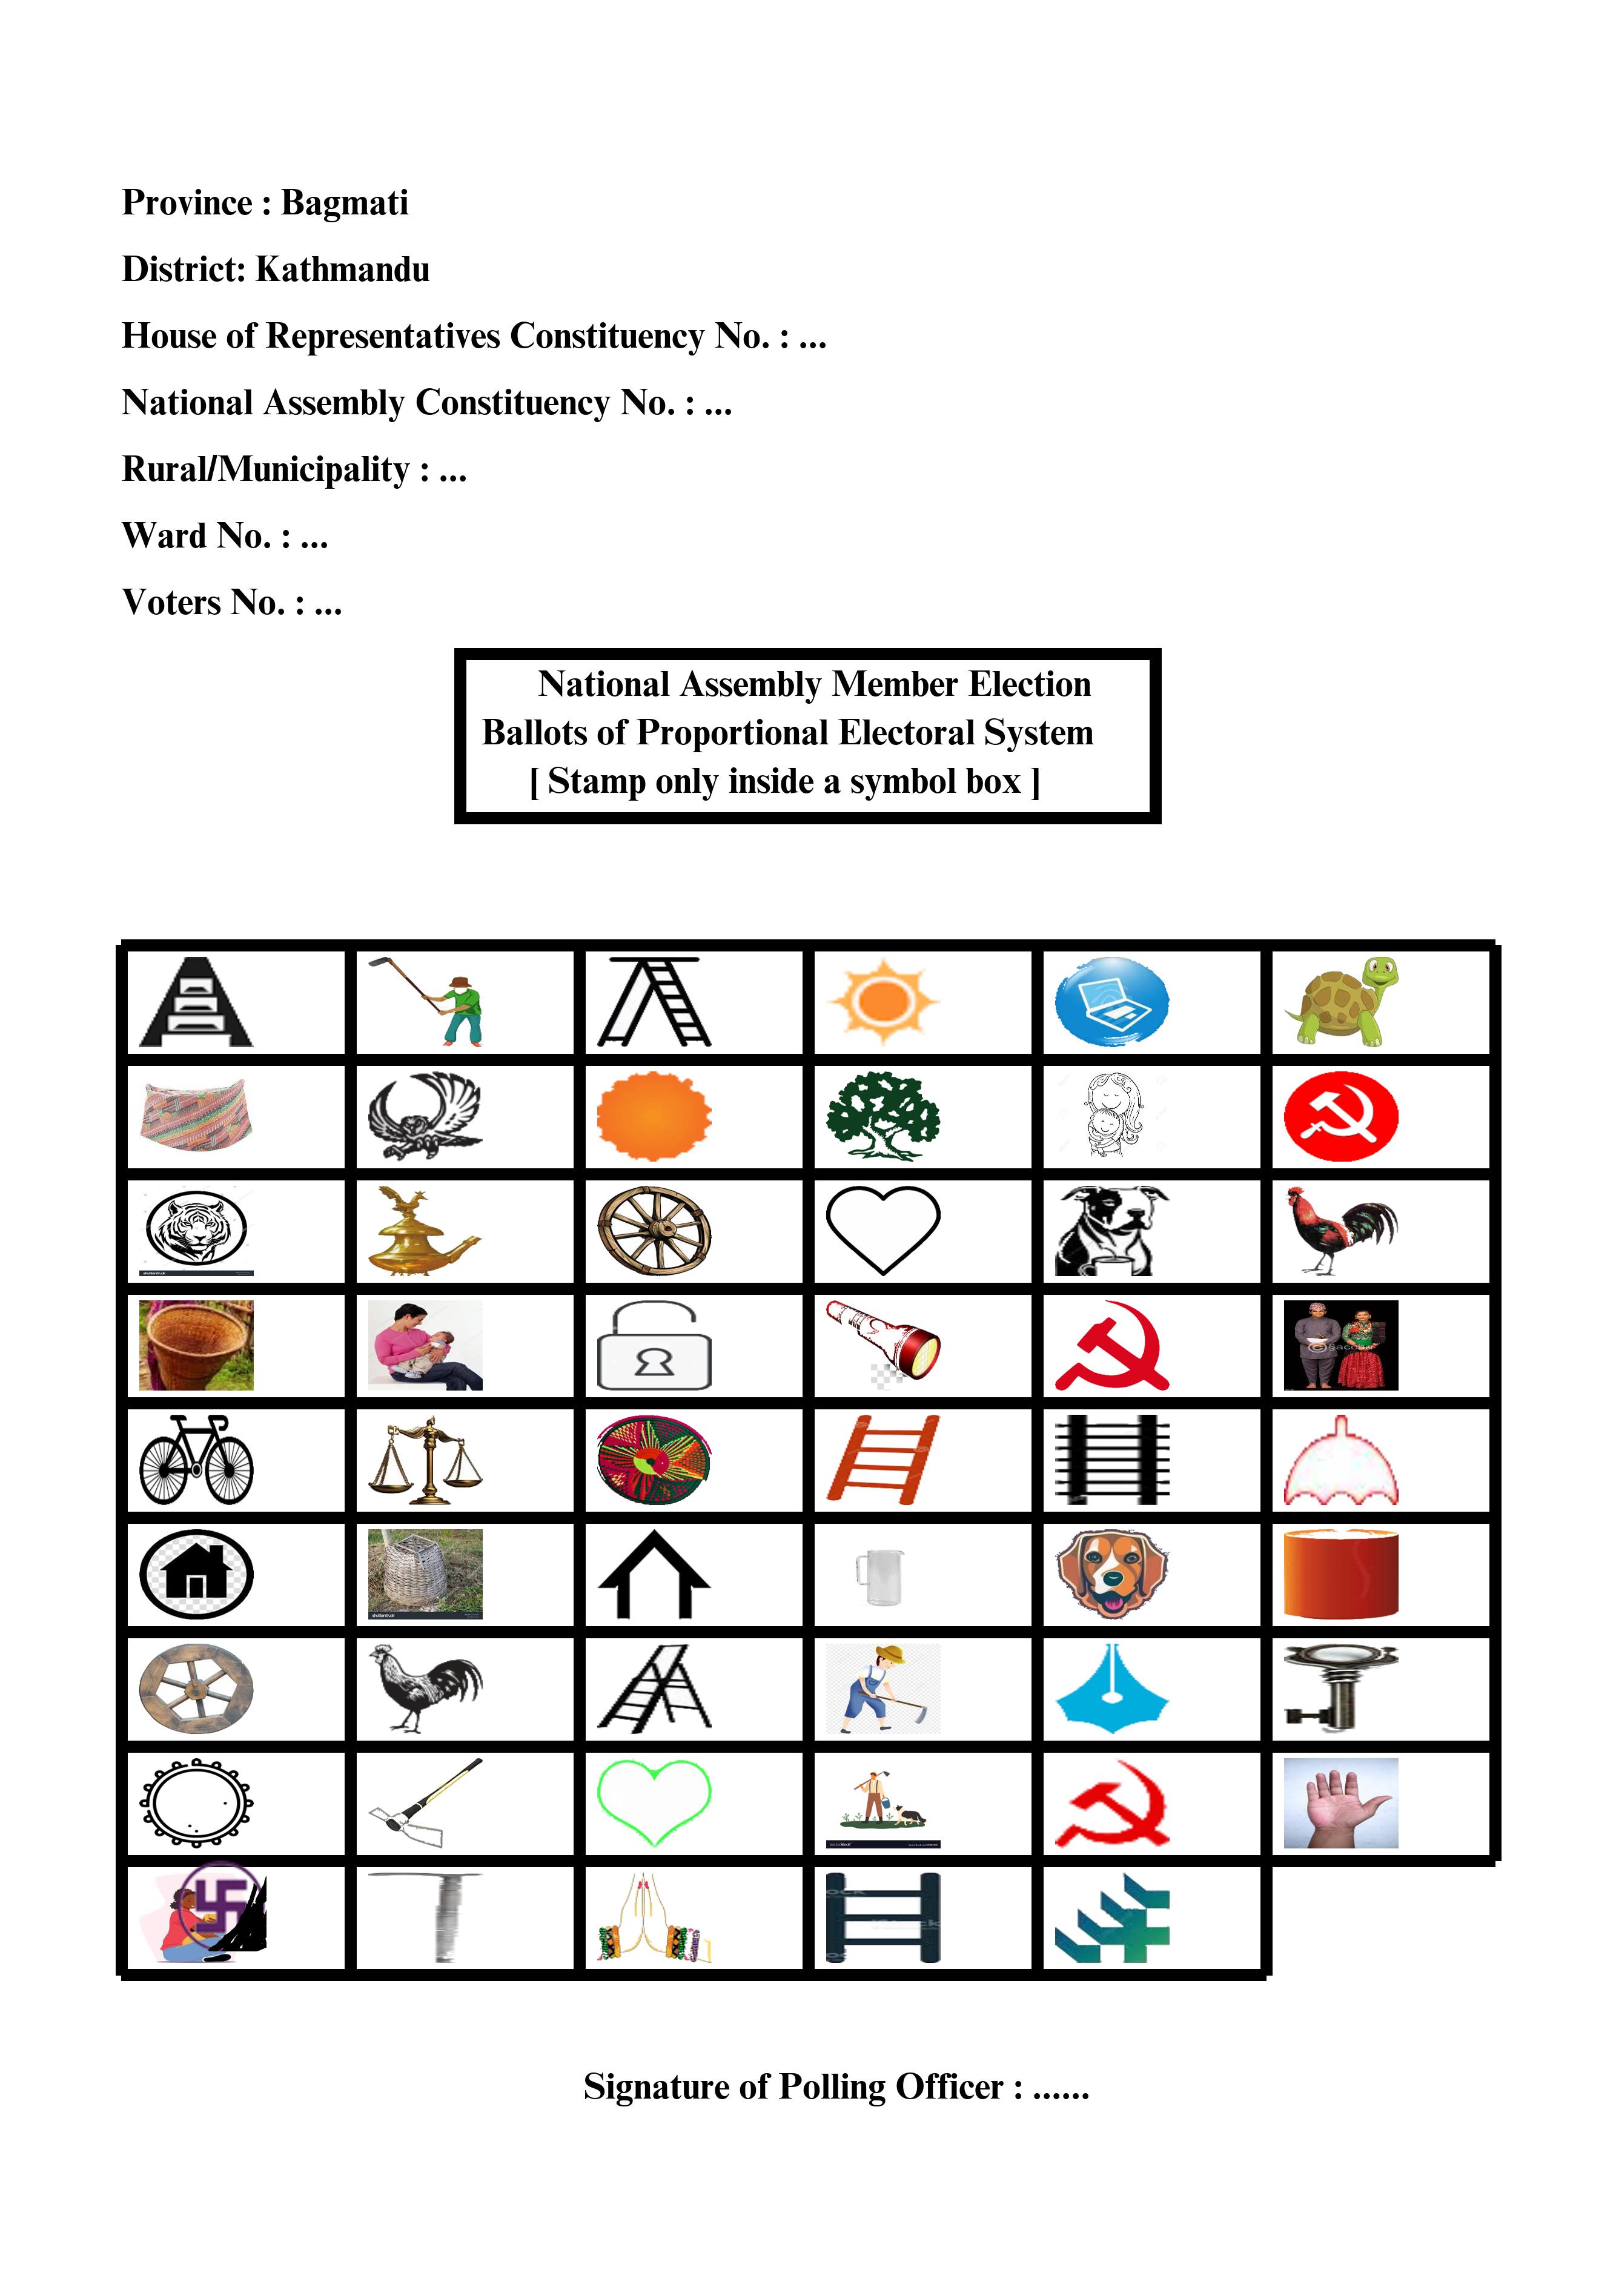 Province : Bagmati
District: Kathmandu
House of Representatives Constituency No. : ...
National Assembly Constituency No. : ...
Rural/Municipality : ...
Ward No. : ...
Voters No. : ...
National Assembly Member Election
Ballots of Proportional Electoral System
[ Stamp only inside a symbol box ]
Signature of Polling Officer : ......